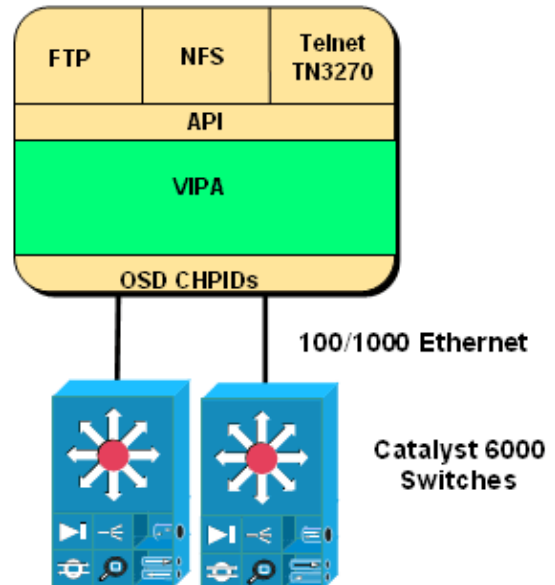 FTP
NFS
Telnet
TN3270
API
VIPA
OSD CHPIDs
100/1000 Ethernet
Catalyst 6000
Switches